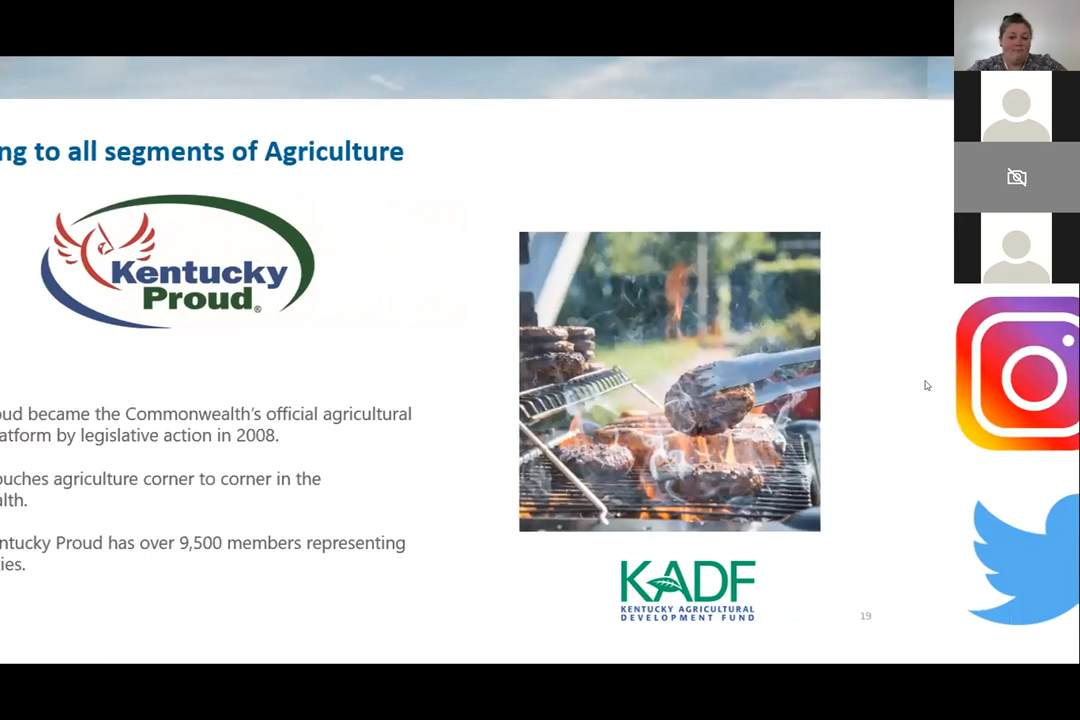 ng to all segments of Agriculture
Kentucky
Proud®
oud became the Commonwealth's official agricultural
atform by legislative action in 2008.
ouches agriculture corner to corner in the
alth.
ntucky Proud has over 9,500 members representing
ties.
KADF
KENTUCKY AGRICULTURAL
DEVELOPMENT FUND
19